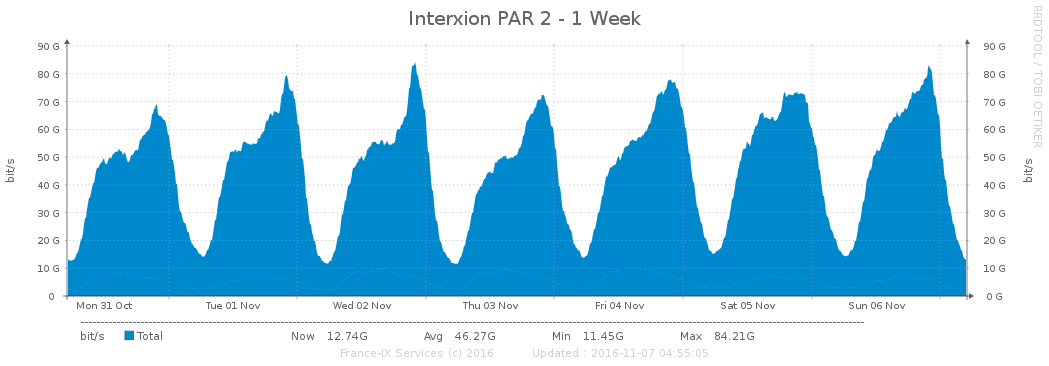 Interxion PAR 2 - 1 Week
RRDTOOL / TOBI OETIKER
90 G 90 G
80 G 80 G
70 G 70 G
60 G 60 G
50 G 50 G
40 G 40 G
30 G 30 G
20 G 20 G
10 G 10 G
0 0 G
bit/s bit/s
Mon 31 Oct Tue 01 Nov Wed 02 Nov Thu 03 Nov Fri 04 Nov Sat 05 Nov Sun 06 Nov
bit/s Total Now 12.74G Avg 46.27G Min 11.45G Max 84.21G
France-IX Services (c) 2016 Updated : 2016-11-07 04:55:05